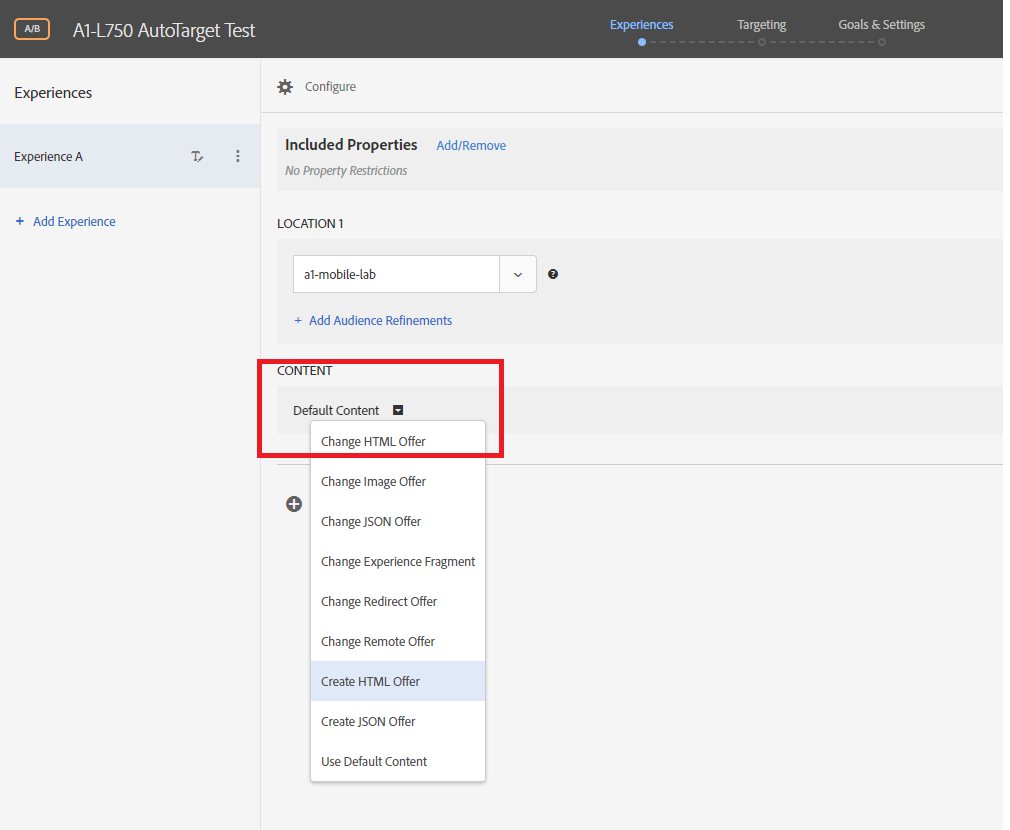 A/B
A1-L750 AutoTarget Test
Experiences
Targeting
Goals & Settings
Experiences
Experience A
+ Add Experience
Configure
Included Properties Add/Remove
No Property Restrictions
LOCATION 1
a1-mobile-lab
+ Add Audience Refinements
CONTENT
Default Content
Change HTML Offer
Change Image Offer
Change JSON Offer
Change Experience Fragment
Change Redirect Offer
Change Remote Offer
Create HTML Offer
Create JSON Offer
Use Default Content